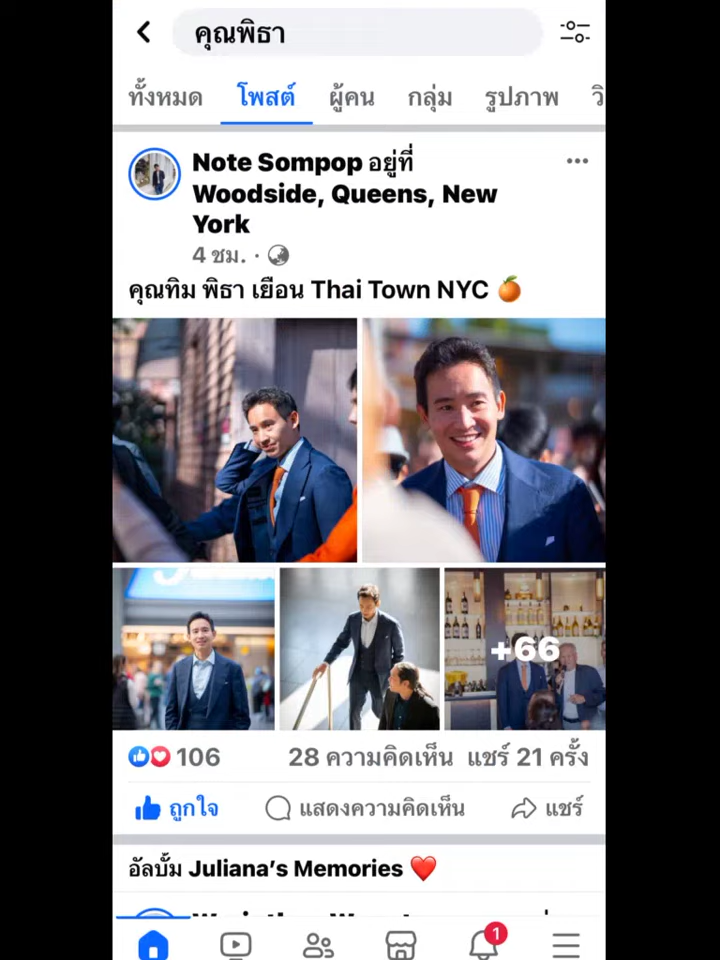 คุณพิธา
ทั้งหมด โพสต์ ผู้คน กลุ่ม รูปภาพ วิ
Note Sompop อยู่ที่
Woodside, Queens, New
York
4 ชม. ·
คุณทิม พิธา เยือน Thai Town NYC 🍊
+66
106 28 ความคิดเห็น แชร์ 21 ครั้ง
ถูกใจ แสดงความคิดเห็น แชร์
อัลบั้ม Juliana's Memories ❤️
1